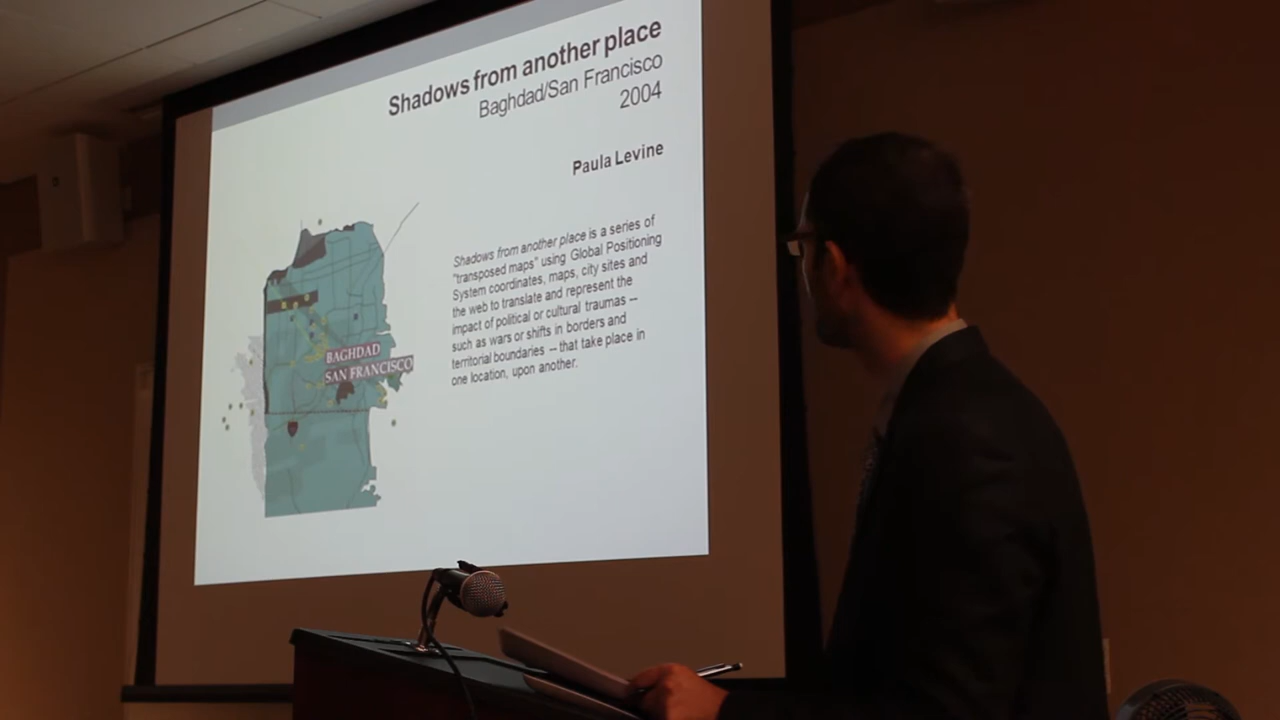 Shadows from another place
Baghdad/San Francisco
2004
Paula Levine
Shadows from another place is a series of
"transposed maps" using Global Positioning
System coordinates, maps, city sites and
the web to translate and represent the
impact of political or cultural traumas –
such as wars or shifts in borders and
territorial boundaries – that take place in
one location, upon another.
BAGHDAD
SAN FRANCISCO